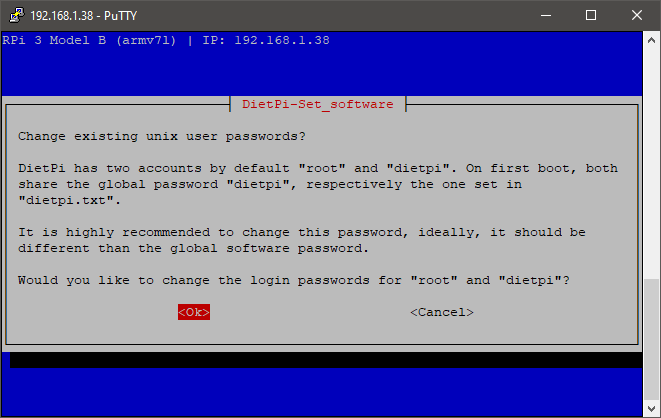 192.168.1.38 - PuTTY
RPi 3 Model B (armv7l) | IP: 192.168.1.38
DietPi-Set_software
Change existing unix user passwords?
DietPi has two accounts by default "root" and "dietpi". On first boot, both
share the global password "dietpi", respectively the one set in
"dietpi.txt".
It is highly recommended to change this password, ideally, it should be
different than the global software password.
Would you like to change the login passwords for "root" and "dietpi"?
<Ok> <Cancel>